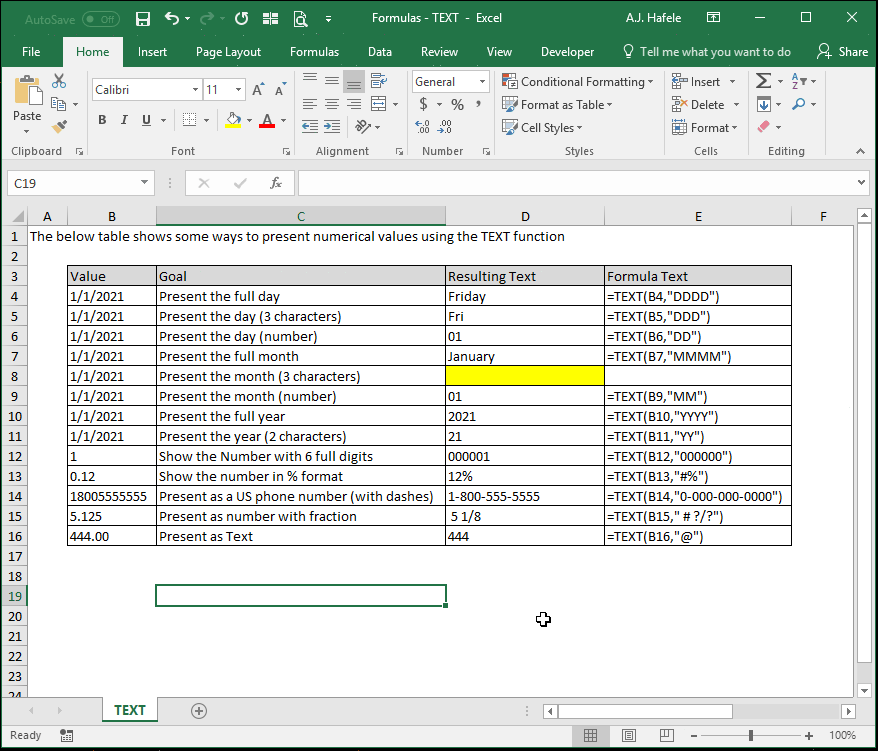 AutoSave Off Formulas - TEXT - Excel A.J. Hafele
File Home Insert Page Layout Formulas Data Review View Developer Tell me what you want to do Share
Paste
Calibri 11
B I U A
General
$ % ,
Conditional Formatting
Format as Table
Cell Styles
Insert
Delete
Format
Clipboard Font Alignment Number Styles Cells Editing
C19 fx
A B C D E F
1 The below table shows some ways to present numerical values using the TEXT function
2
3 Value Goal Resulting Text Formula Text
4 1/1/2021 Present the full day Friday =TEXT(B4,"DDDD")
5 1/1/2021 Present the day (3 characters) Fri =TEXT(B5,"DDD")
6 1/1/2021 Present the day (number) 01 =TEXT(B6,"DD")
7 1/1/2021 Present the full month January =TEXT(B7,"MMMM")
8 1/1/2021 Present the month (3 characters)
9 1/1/2021 Present the month (number) 01 =TEXT(B9,"MM")
10 1/1/2021 Present the full year 2021 =TEXT(B10,"YYYY")
11 1/1/2021 Present the year (2 characters) 21 =TEXT(B11,"YY")
12 1 Show the Number with 6 full digits 000001 =TEXT(B12,"000000")
13 0.12 Show the number in % format 12% =TEXT(B13,"#%")
14 18005555555 Present as a US phone number (with dashes) 1-800-555-5555 =TEXT(B14,"0-000-000-0000")
15 5.125 Present as number with fraction 5 1/8 =TEXT(B15," # ?/?")
16 444.00 Present as Text 444 =TEXT(B16,"@")
17
18
19
20
21
22
23
24
TEXT
Ready 100%